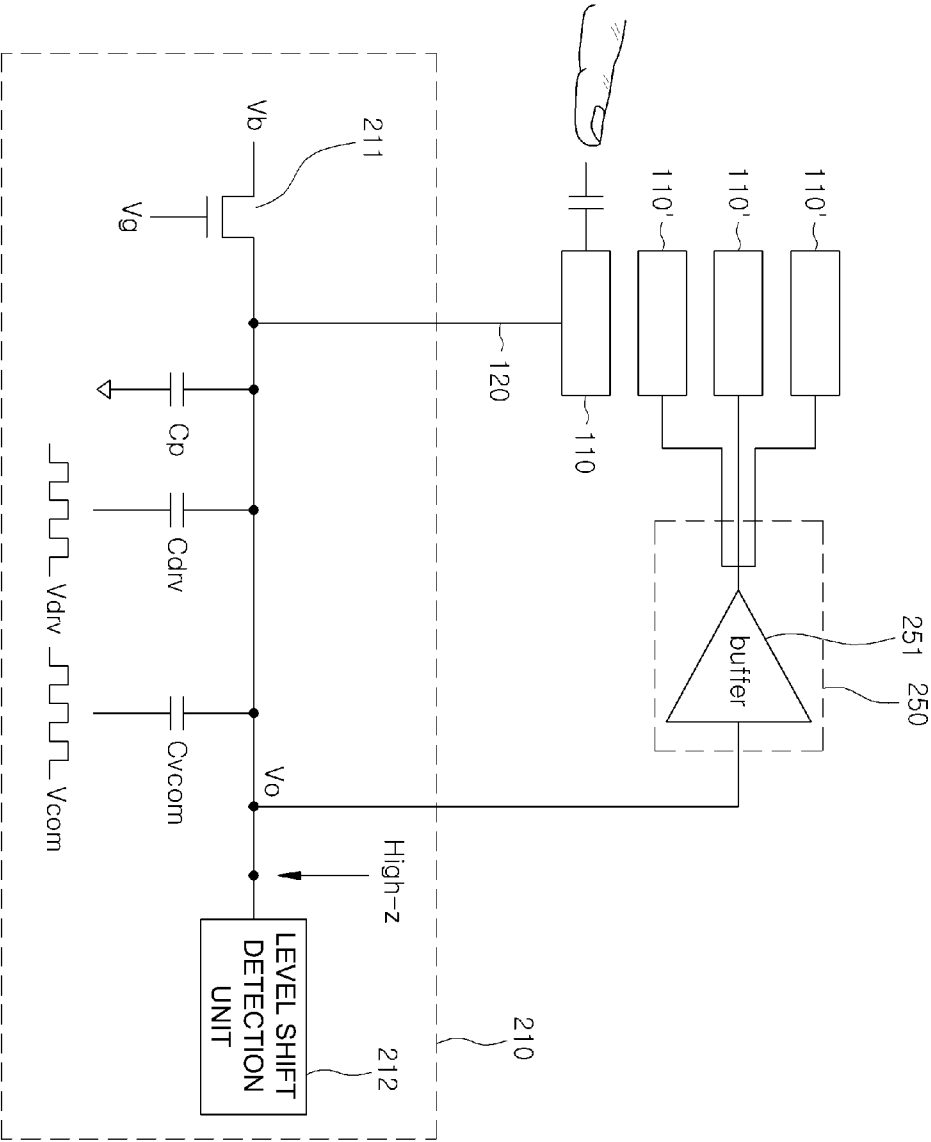 110'
110'
110'
251
250
buffer
110
120
211
Vb
Vg
Cp
Cdrv
Vdrv
Cvcom
Vcom
Vo
High-z
LEVEL SHIFT
DETECTION
UNIT
212
210